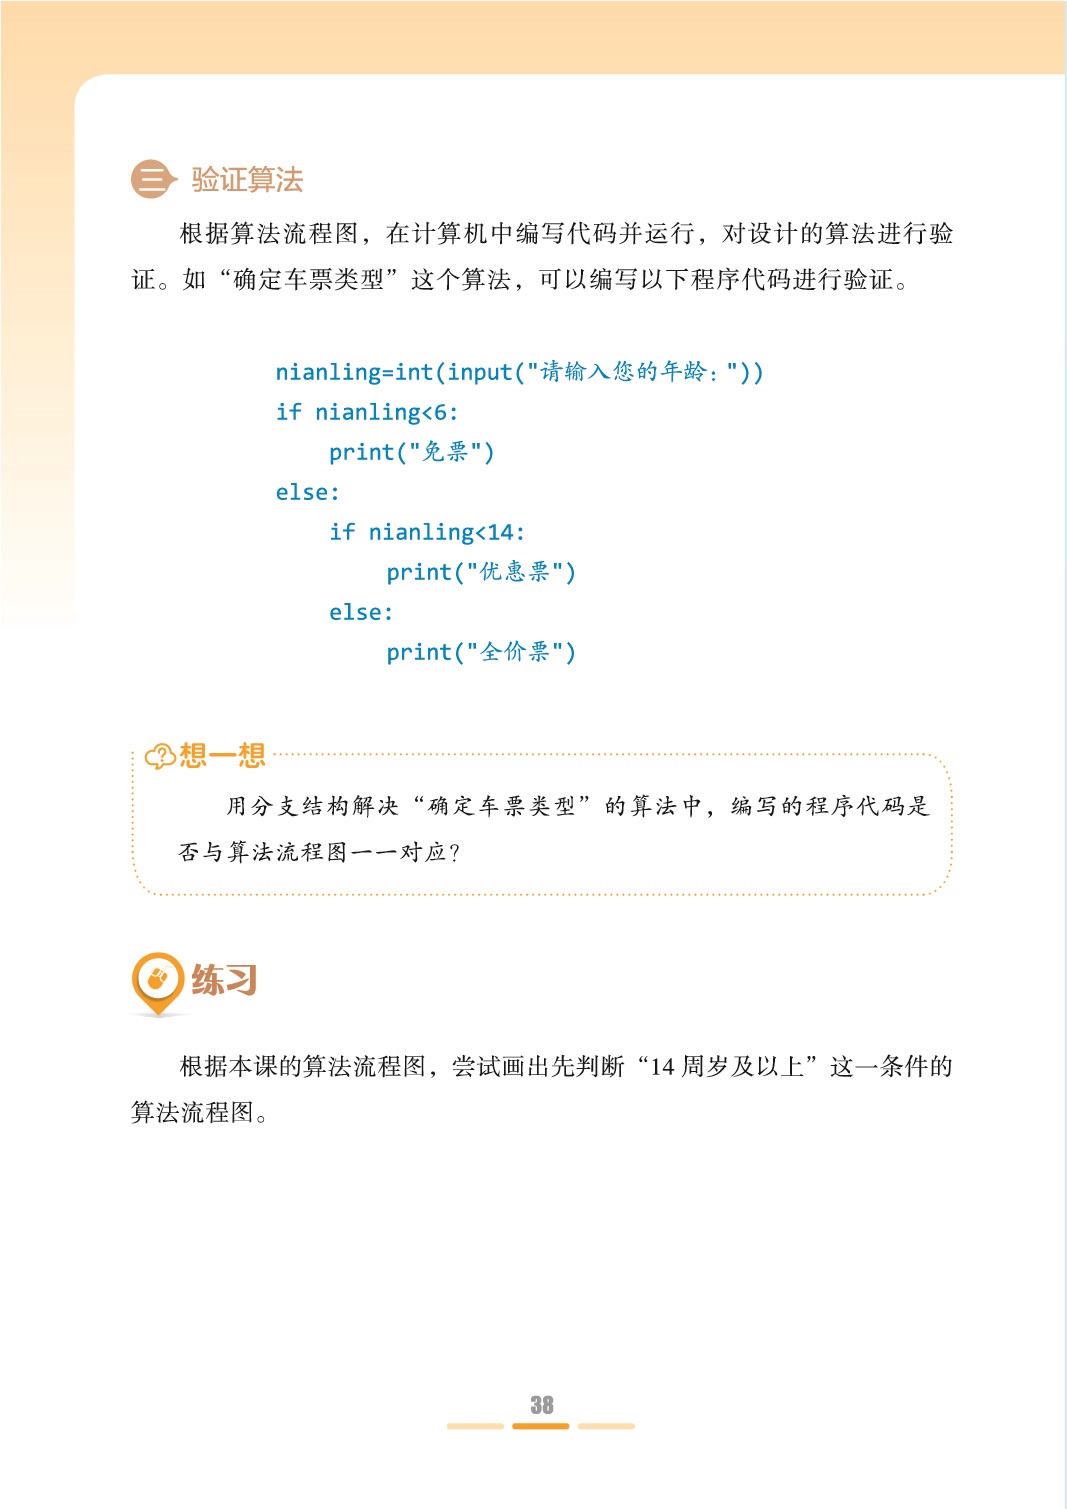 三 验证算法
根据算法流程图，在计算机中编写代码并运行，对设计的算法进行验
证。如“确定车票类型”这个算法，可以编写以下程序代码进行验证。
nianling=int(input("请输入您的年龄："))
if nianling<6:
    print("免票")
else:
    if nianling<14:
        print("优惠票")
    else:
        print("全价票")
想一想
用分支结构解决“确定车票类型”的算法中，编写的程序代码是
否与算法流程图一一对应？
练习
根据本课的算法流程图，尝试画出先判断“14 周岁及以上”这一条件的
算法流程图。
38